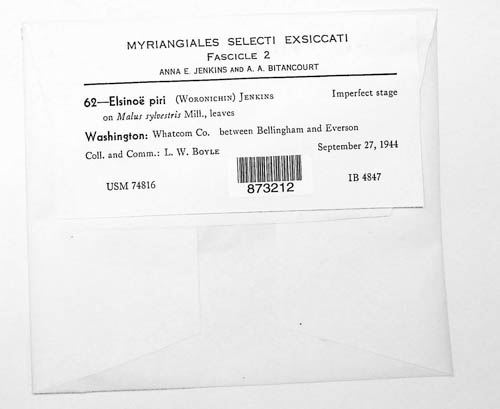 MYRIANGIALES SELECTI EXSICCATI
FASCICLE 2
ANNA E. JENKINS AND A. A. BITANCOURT
62—Elsinoë piri (WORONICHIN) JENKINS Imperfect stage
on Malus sylvestris Mill., leaves
Washington: Whatcom Co. between Bellingham and Everson
Coll. and Comm.: L. W. BOYLE September 27, 1944
USM 74816 IB 4847
873212